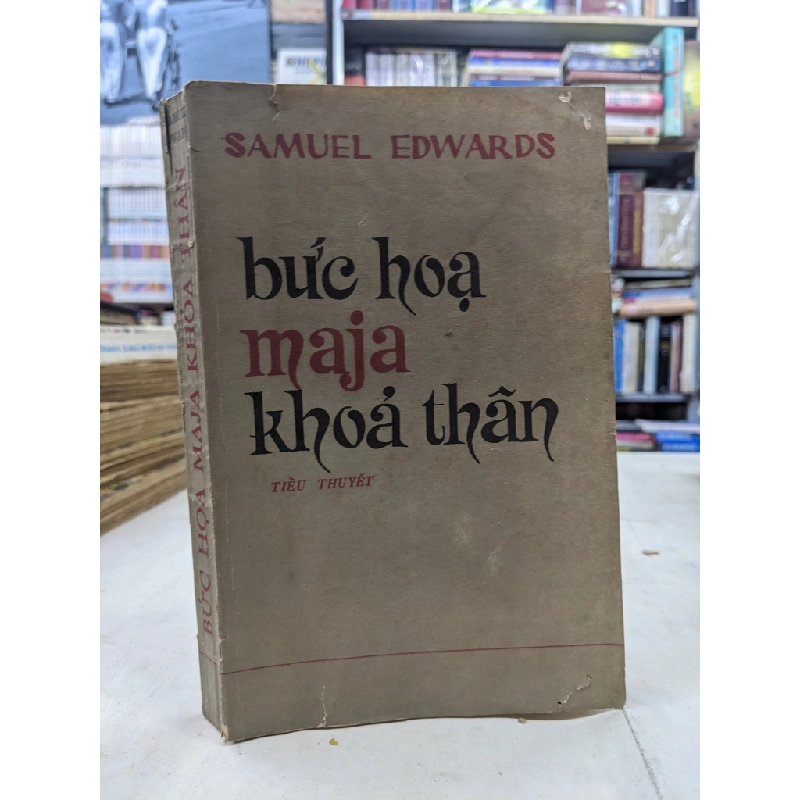 SAMUEL EDWARDS
bức hoạ
maja
khoả thân
TIỂU THUYẾT
BỨC HỌA MAJA KHỎA THÂN